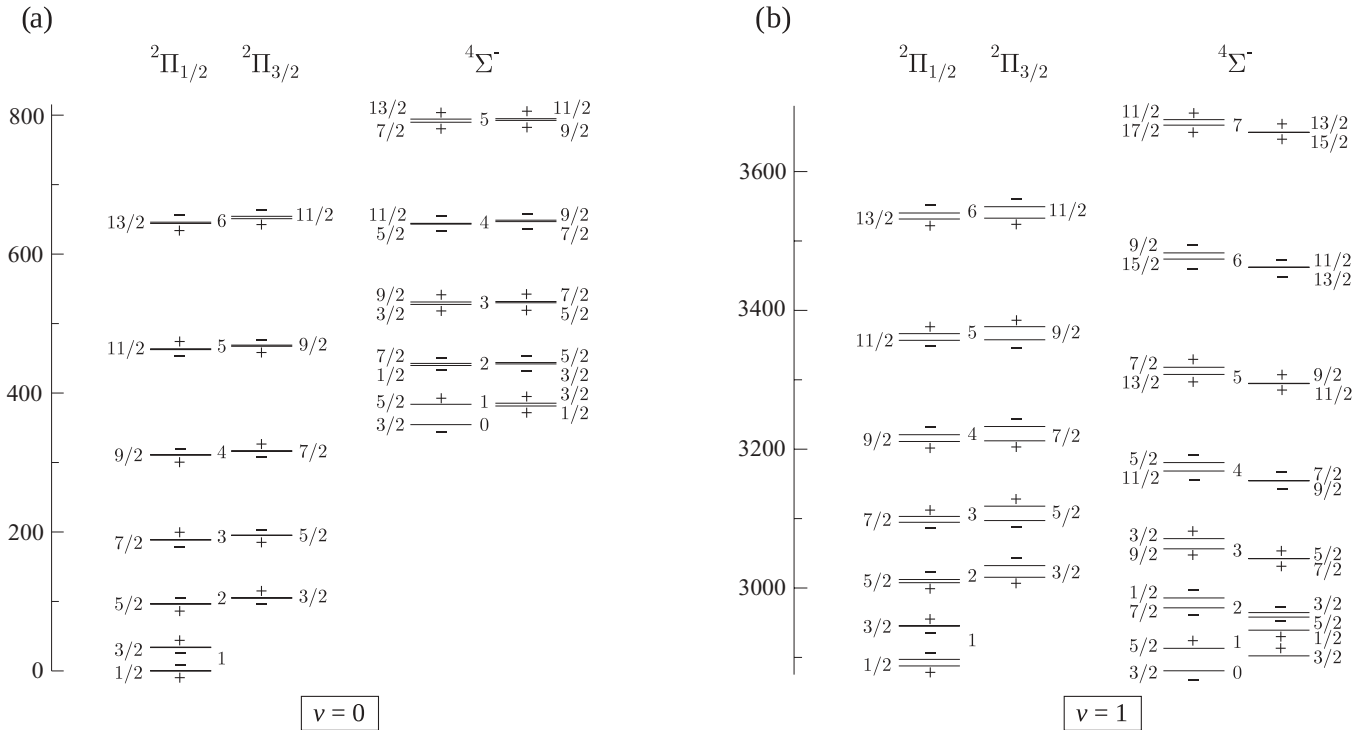 (a) (b)
²Π₁/₂ ²Π₃/₂ ⁴Σ⁻ ²Π₁/₂ ²Π₃/₂ ⁴Σ⁻
800
600
400
200
0
13/2 − + 6 − + 11/2
11/2 + − 5 − + 9/2
9/2 − + 4 + − 7/2
7/2 + − 3 − + 5/2
5/2 − + 2 + − 3/2
3/2 + −
1
1/2 − +
13/2 + 5 + 11/2
7/2 + + 9/2
11/2 − 4 − 9/2
5/2 − − 7/2
9/2 + 3 + 7/2
3/2 + + 5/2
7/2 − 2 − 5/2
1/2 − − 3/2
5/2 + 1 + 3/2
+ 1/2
3/2 − 0
v = 0
3600
3400
3200
3000
13/2 − + 6 − + 11/2
11/2 + − 5 + − 9/2
9/2 − + 4 − + 7/2
7/2 + − 3 + − 5/2
5/2 − + 2 − + 3/2
3/2 + −
1
1/2 − +
11/2 + 7 + 13/2
17/2 + + 15/2
9/2 − 6 − 11/2
15/2 − − 13/2
7/2 + 5 + 9/2
13/2 + + 11/2
5/2 − 4 − 7/2
11/2 − − 9/2
3/2 + 3 + 5/2
9/2 + + 7/2
1/2 − 2 − 3/2
7/2 − − 5/2
5/2 + 1 + 1/2
+ 3/2
3/2 − 0
v = 1